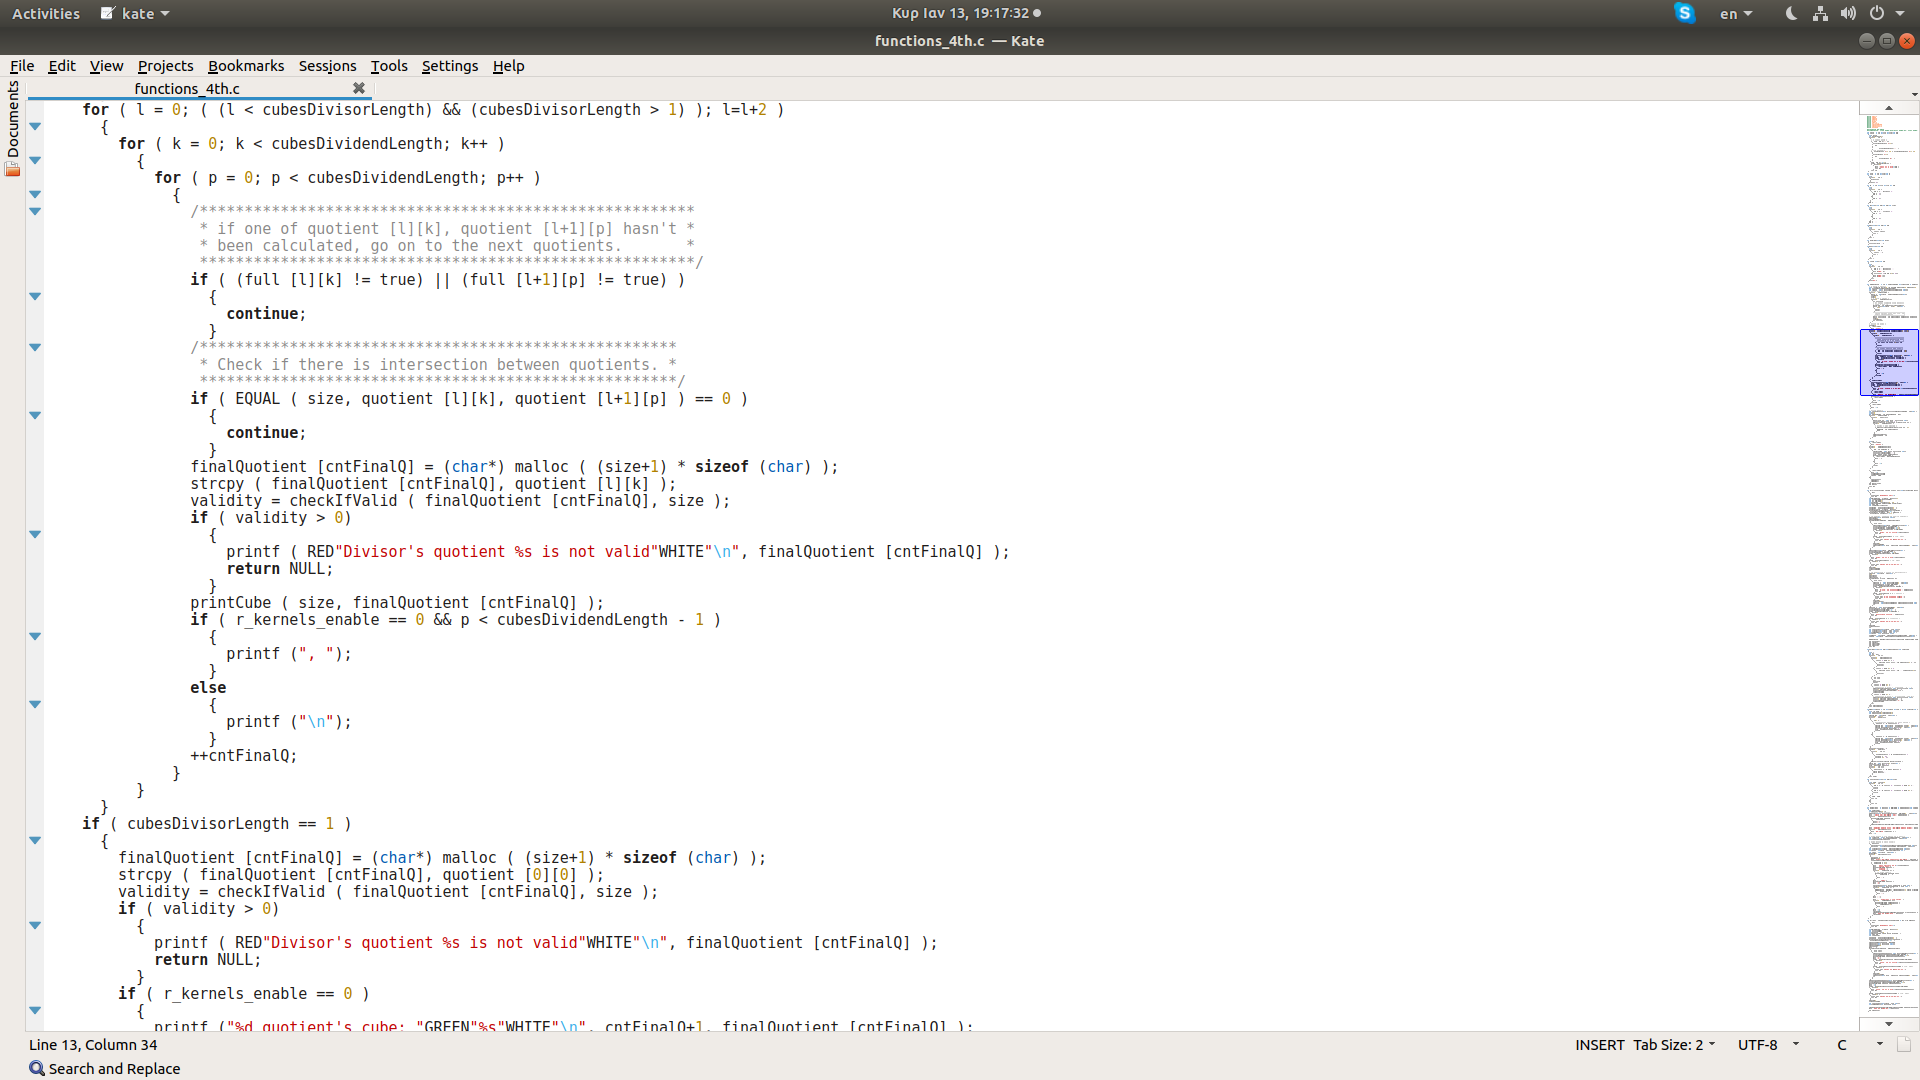 Activities kate Κυρ Ιαν 13, 19:17:32 en
functions_4th.c — Kate
File Edit View Projects Bookmarks Sessions Tools Settings Help
functions_4th.c
Documents
for ( l = 0; ( (l < cubesDivisorLength) && (cubesDivisorLength > 1) ); l=l+2 )
{
for ( k = 0; k < cubesDividendLength; k++ )
{
for ( p = 0; p < cubesDividendLength; p++ )
{
/*******************************************************
* if one of quotient [l][k], quotient [l+1][p] hasn't *
* been calculated, go on to the next quotients. *
*******************************************************/
if ( (full [l][k] != true) || (full [l+1][p] != true) )
{
continue;
}
/*****************************************************
* Check if there is intersection between quotients. *
*****************************************************/
if ( EQUAL ( size, quotient [l][k], quotient [l+1][p] ) == 0 )
{
continue;
}
finalQuotient [cntFinalQ] = (char*) malloc ( (size+1) * sizeof (char) );
strcpy ( finalQuotient [cntFinalQ], quotient [l][k] );
validity = checkIfValid ( finalQuotient [cntFinalQ], size );
if ( validity > 0)
{
printf ( RED"Divisor's quotient %s is not valid"WHITE"\n", finalQuotient [cntFinalQ] );
return NULL;
}
printCube ( size, finalQuotient [cntFinalQ] );
if ( r_kernels_enable == 0 && p < cubesDividendLength - 1 )
{
printf (", ");
}
else
{
printf ("\n");
}
++cntFinalQ;
}
}
}
if ( cubesDivisorLength == 1 )
{
finalQuotient [cntFinalQ] = (char*) malloc ( (size+1) * sizeof (char) );
strcpy ( finalQuotient [cntFinalQ], quotient [0][0] );
validity = checkIfValid ( finalQuotient [cntFinalQ], size );
if ( validity > 0)
{
printf ( RED"Divisor's quotient %s is not valid"WHITE"\n", finalQuotient [cntFinalQ] );
return NULL;
}
if ( r_kernels_enable == 0 )
{
printf ("%d quotient's cube: "GREEN"%s"WHITE"\n", cntFinalQ+1, finalQuotient [cntFinalQ] );
Line 13, Column 34 INSERT Tab Size: 2 UTF-8 C
Search and Replace